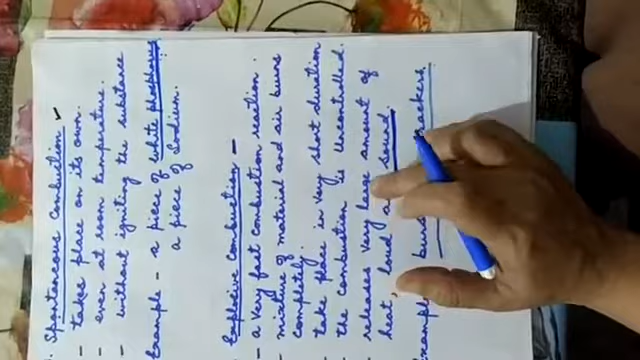 Spontaneous Combustion
- takes place on its own.
- even at room temperature.
- without igniting the substance
Example - a piece of white phosphorus
a piece of Sodium.
Explosive Combustion -
- a very fast combustion reaction.
- mixture of material and air burns
completely.
- take place in very short duration
- the combustion is Uncontrolled.
- releases very large amount of
heat, loud sound.